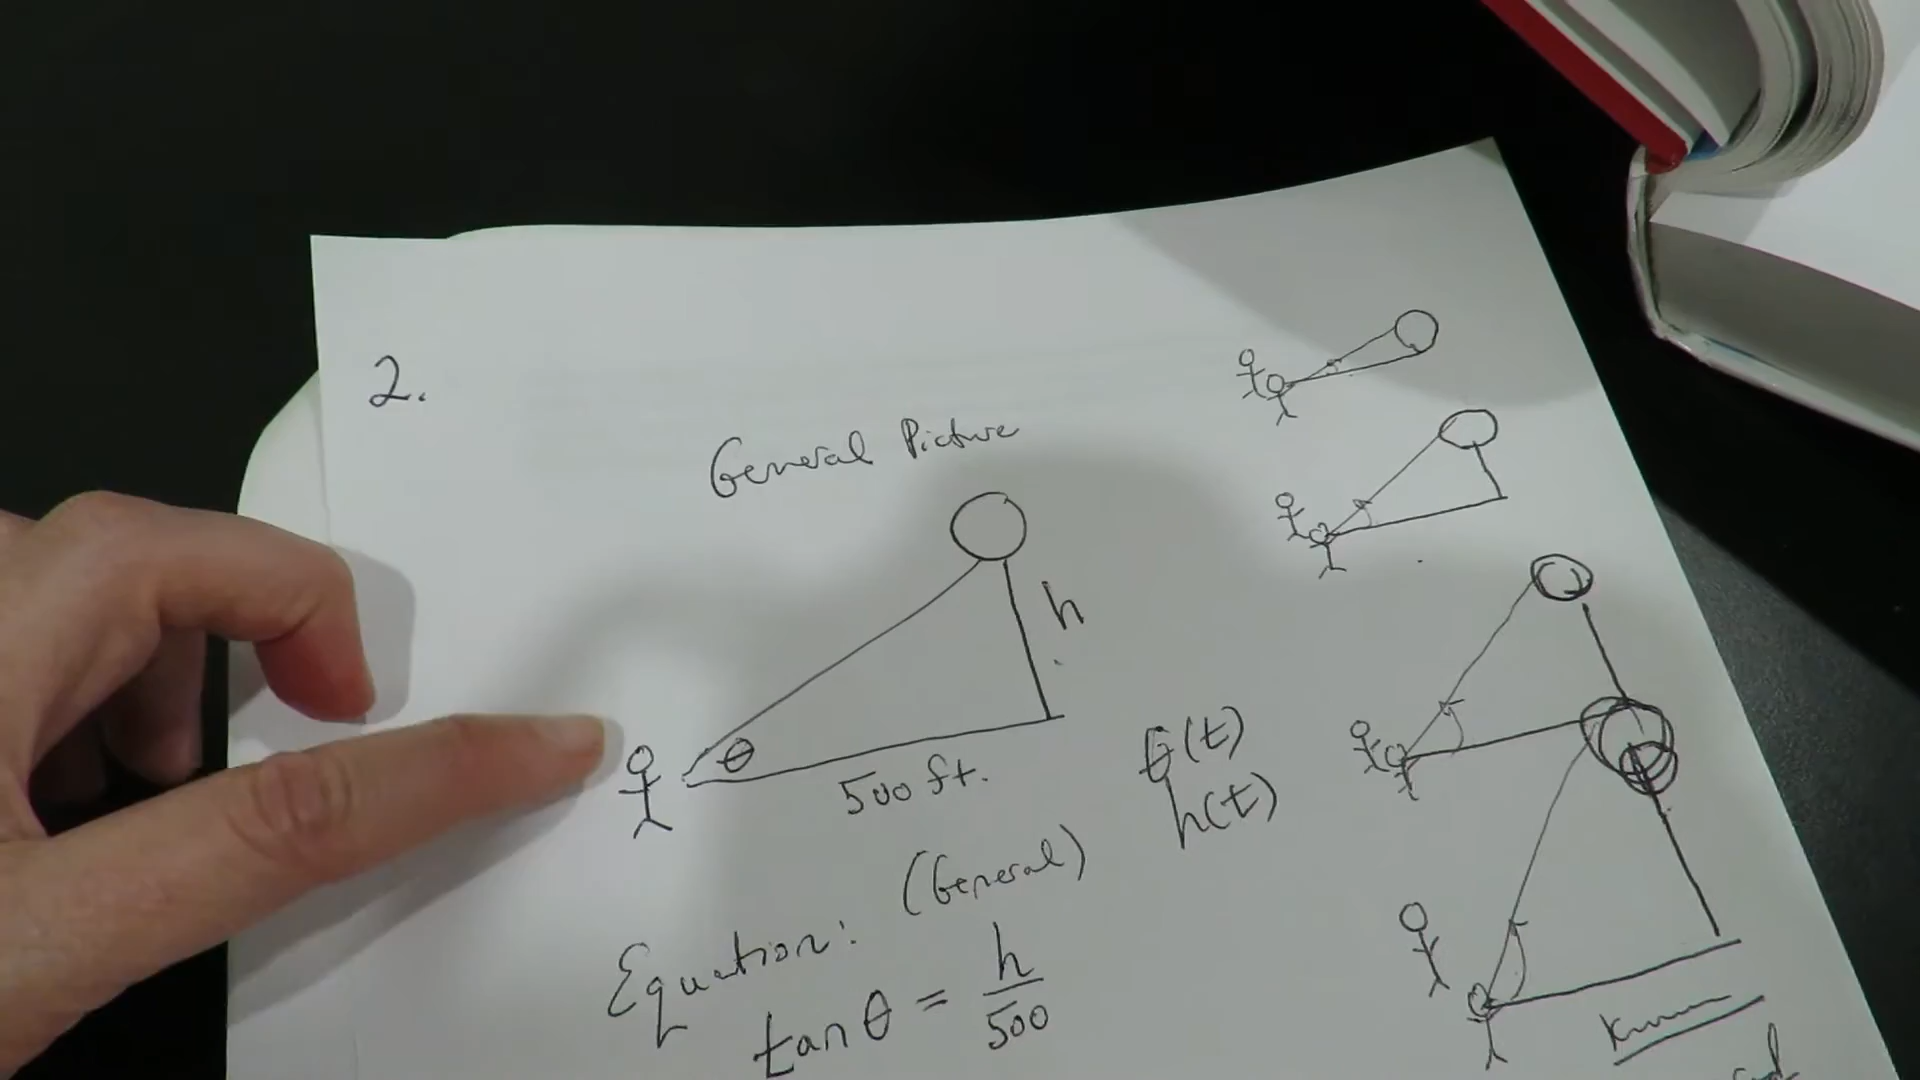 2.
General Picture
h
θ
500 ft.
θ(t)
h(t)
(General)
Equation:
tan θ = h/500